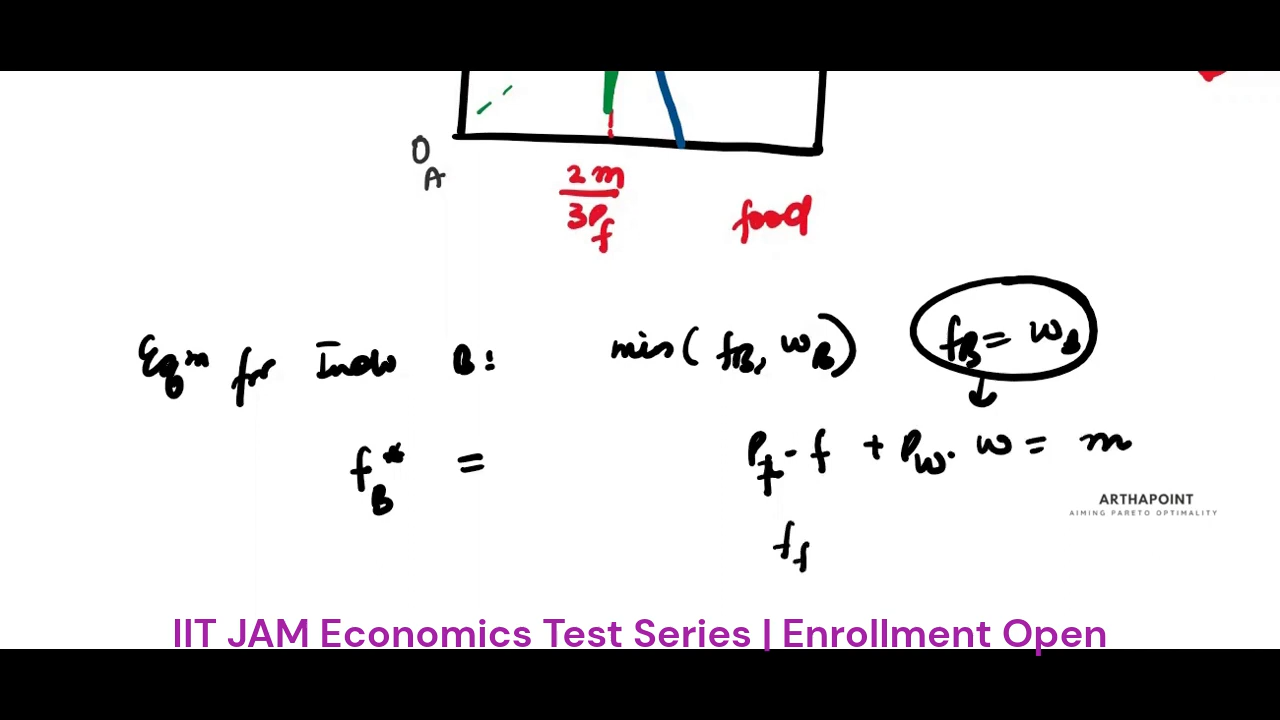 O
A
2m
3Pf
food
Eqm for Indv B: min(fB, wB) fB = wB
fB* = Pf·f + Pw·w = m
ff
ARTHAPOINT
AIMING PARETO OPTIMALITY
IIT JAM Economics Test Series | Enrollment Open